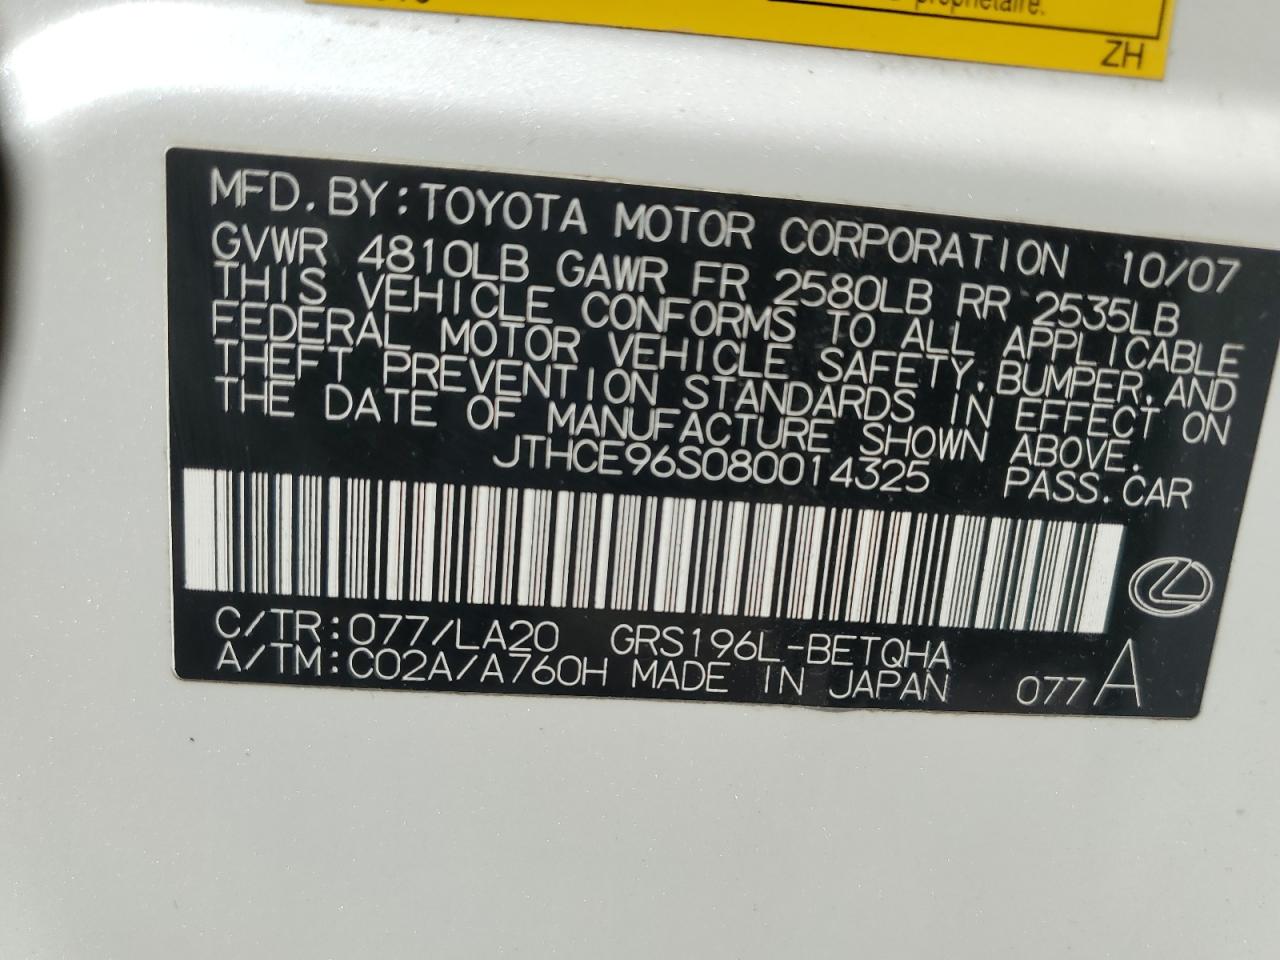 propriétaire.
ZH
MFD. BY: TOYOTA MOTOR CORPORATION 10/07
GVWR 4810LB GAWR FR 2580LB RR 2535LB
THIS VEHICLE CONFORMS TO ALL APPLICABLE
FEDERAL MOTOR VEHICLE SAFETY, BUMPER, AND
THEFT PREVENTION STANDARDS IN EFFECT ON
THE DATE OF MANUFACTURE SHOWN ABOVE.
JTHCE96S080014325 PASS. CAR
C/TR: 077/LA20 GRS196L-BETQHA
A/TM: C02A/A760H MADE IN JAPAN 077 A